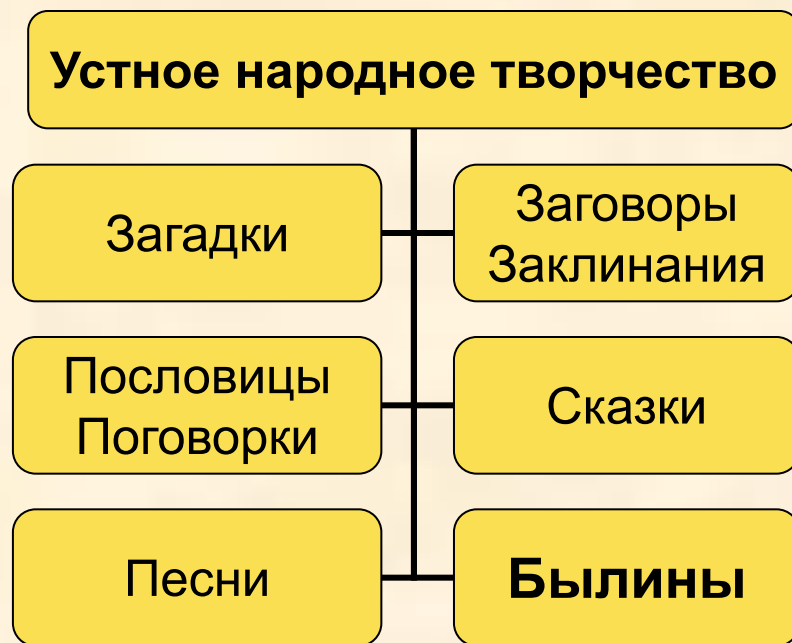 Устное народное творчество
Загадки
Заговоры
Заклинания
Пословицы
Поговорки
Сказки
Песни
Былины